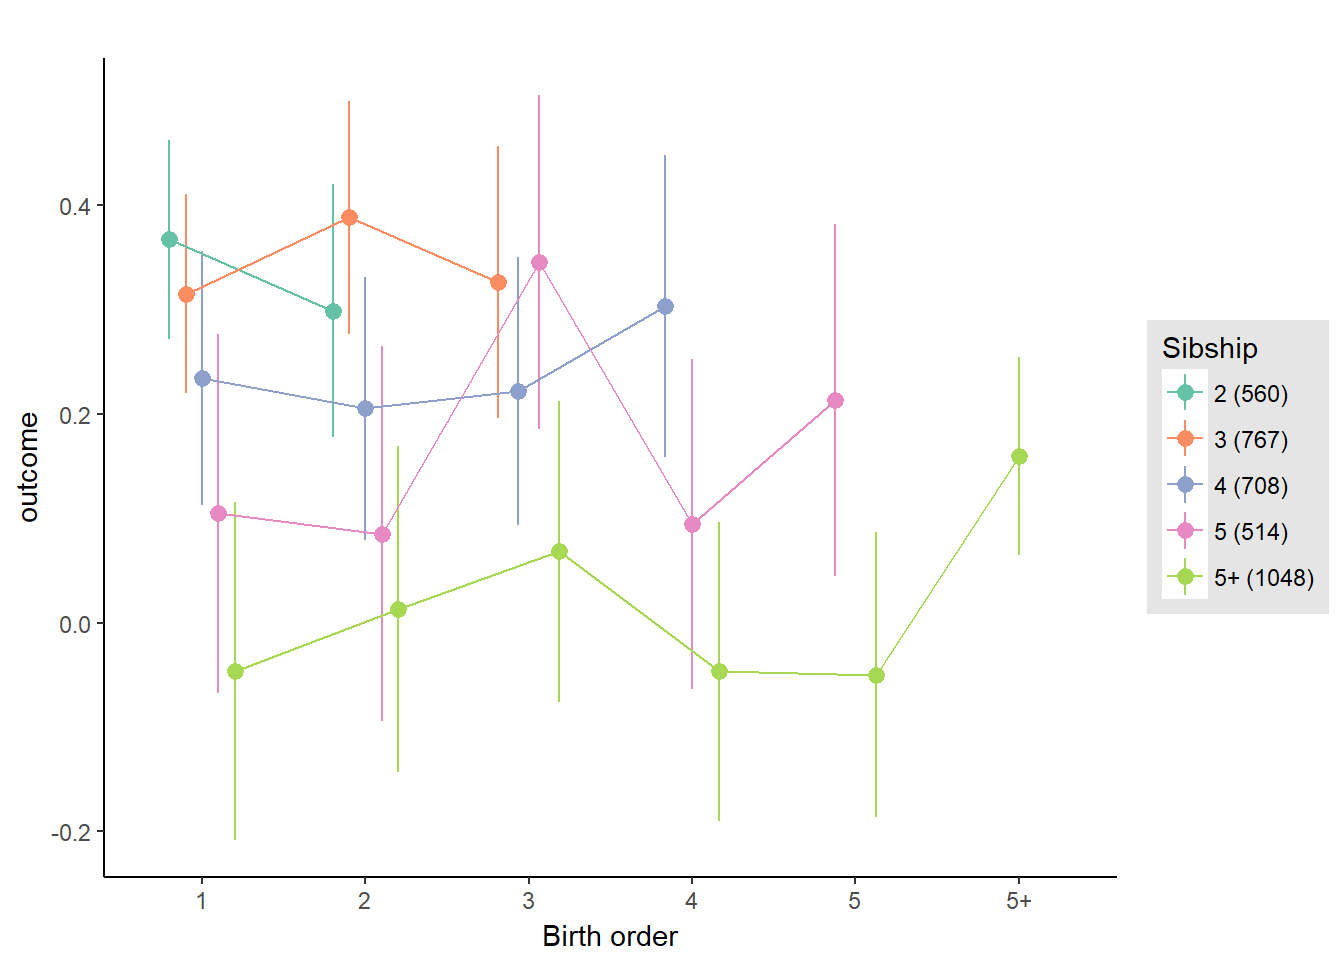 outcome
0.4
0.2
0.0
-0.2
1 2 3 4 5 5+
Birth order
Sibship
2 (560)
3 (767)
4 (708)
5 (514)
5+ (1048)